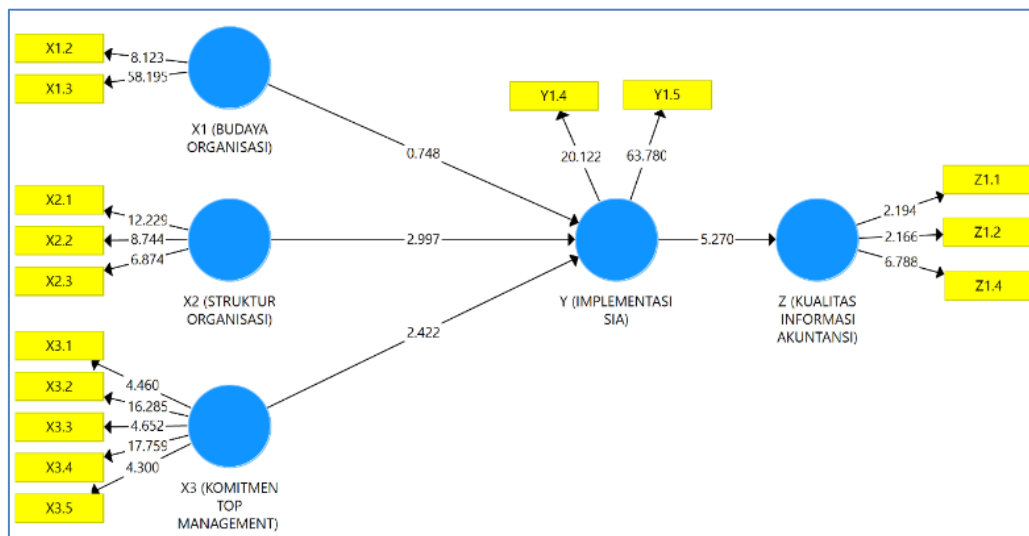 X1.2
8.123
X1.3
58.195
X1 (BUDAYA
ORGANISASI)
0.748
X2.1
12.229
X2.2
8.744
X2.3
6.874
X2 (STRUKTUR
ORGANISASI)
2.997
X3.1
4.460
X3.2
16.285
X3.3
4.652
X3.4
17.759
X3.5
4.300
X3 (KOMITMEN
TOP
MANAGEMENT)
2.422
Y1.4
Y1.5
20.122
63.780
Y (IMPLEMENTASI
SIA)
5.270
Z1.1
2.194
Z1.2
2.166
Z1.4
6.788
Z (KUALITAS
INFORMASI
AKUNTANSI)